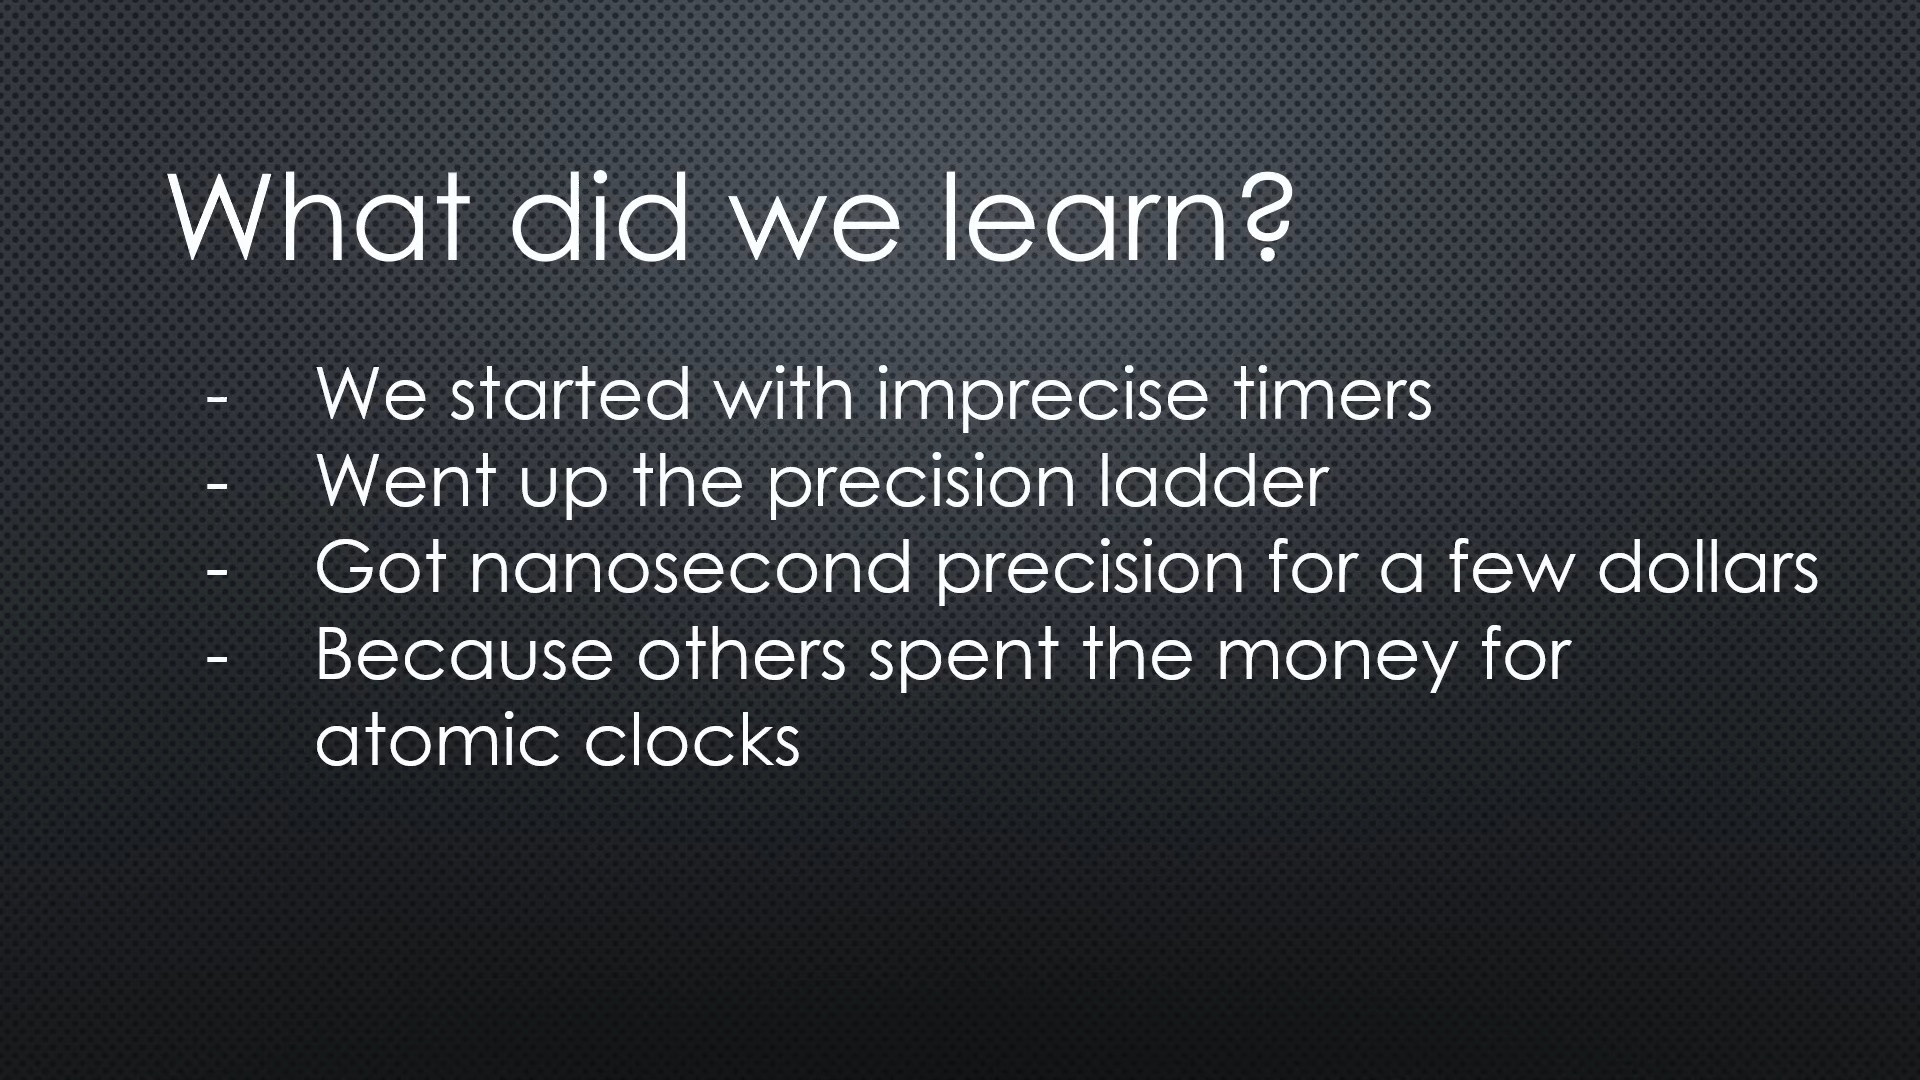 What did we learn?
- We started with imprecise timers
- Went up the precision ladder
- Got nanosecond precision for a few dollars
- Because others spent the money for
atomic clocks